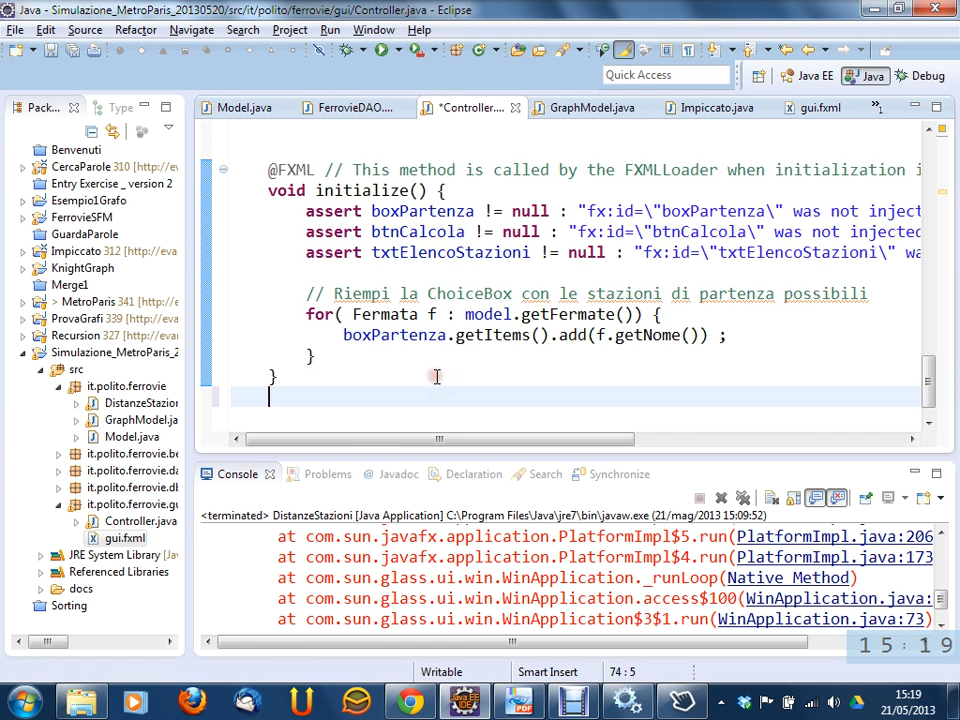 Java - Simulazione_MetroParis_20130520/src/it/polito/ferrovie/gui/Controller.java - Eclipse
File Edit Source Refactor Navigate Search Project Run Window Help
Quick Access
Java EE Java Debug
Pack... Type
Model.java FerrovieDAO.... *Controller.... GraphModel.java Impiccato.java gui.fxml »1
Benvenuti
CercaParole 310 [http://eva
Entry Exercise _ version 2
Esempio1Grafo
FerrovieSFM
GuardaParole
Impiccato 312 [http://eva
KnightGraph
Merge1
> MetroParis 341 [http://ev
ProvaGrafi 339 [http://eva
Recursion 327 [http://eva
Simulazione_MetroParis_2
src
it.polito.ferrovie
DistanzeStazior
GraphModel.ja
Model.java
it.polito.ferrovie.be
it.polito.ferrovie.da
it.polito.ferrovie.db
it.polito.ferrovie.gu
Controller.java
gui.fxml
JRE System Library [Jav
Referenced Libraries
docs
Sorting
@FXML // This method is called by the FXMLLoader when initialization i
void initialize() {
assert boxPartenza != null : "fx:id=\"boxPartenza\" was not inject
assert btnCalcola != null : "fx:id=\"btnCalcola\" was not injected
assert txtElencoStazioni != null : "fx:id=\"txtElencoStazioni\" wa
// Riempi la ChoiceBox con le stazioni di partenza possibili
for( Fermata f : model.getFermate()) {
boxPartenza.getItems().add(f.getNome()) ;
}
}
Console Problems Javadoc Declaration Search Synchronize
<terminated> DistanzeStazioni [Java Application] C:\Program Files\Java\jre7\bin\javaw.exe (21/mag/2013 15:09:52)
at com.sun.javafx.application.PlatformImpl$5.run(PlatformImpl.java:206
at com.sun.javafx.application.PlatformImpl$4.run(PlatformImpl.java:173
at com.sun.glass.ui.win.WinApplication._runLoop(Native Method)
at com.sun.glass.ui.win.WinApplication.access$100(WinApplication.java:
at com.sun.glass.ui.win.WinApplication$3$1.run(WinApplication.java:73)
15:19
Writable Smart Insert 74 : 5
15:19
21/05/2013